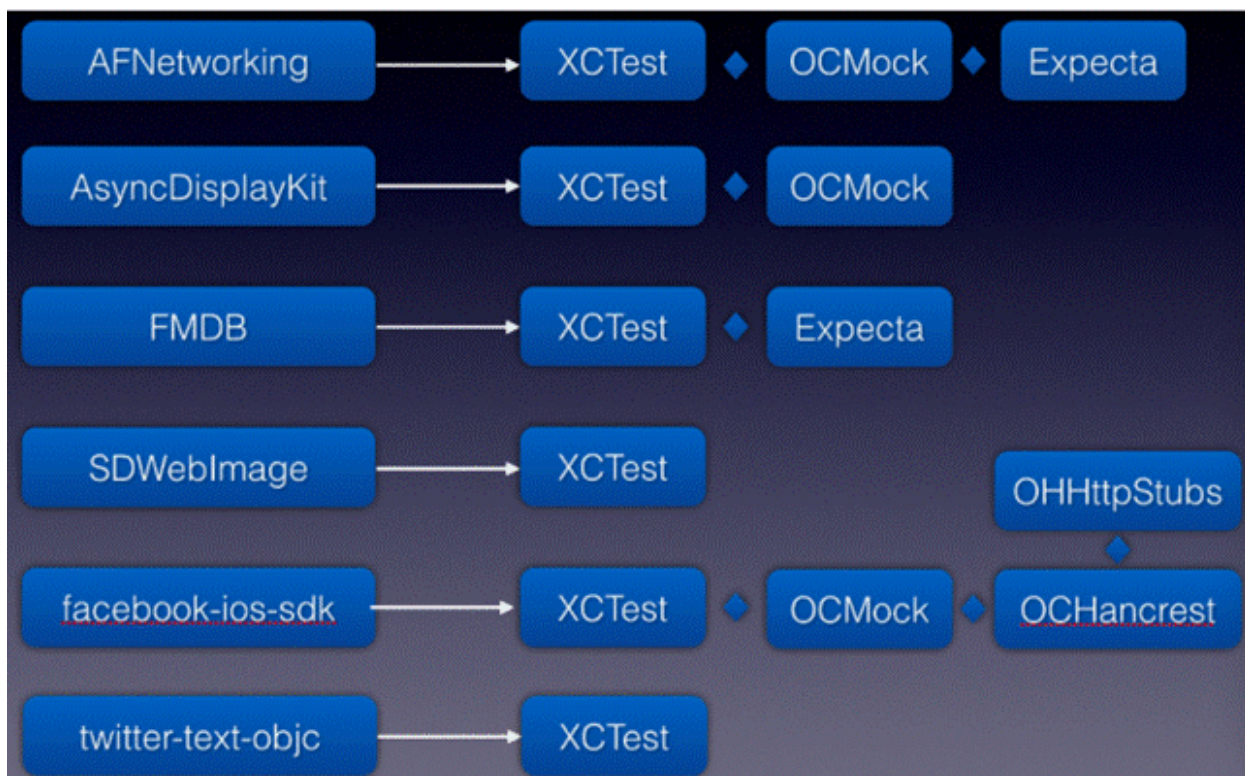 AFNetworking XCTest OCMock Expecta
AsyncDisplayKit XCTest OCMock
FMDB XCTest Expecta
SDWebImage XCTest
OHHttpStubs
facebook-ios-sdk XCTest OCMock OCHancrest
twitter-text-objc XCTest